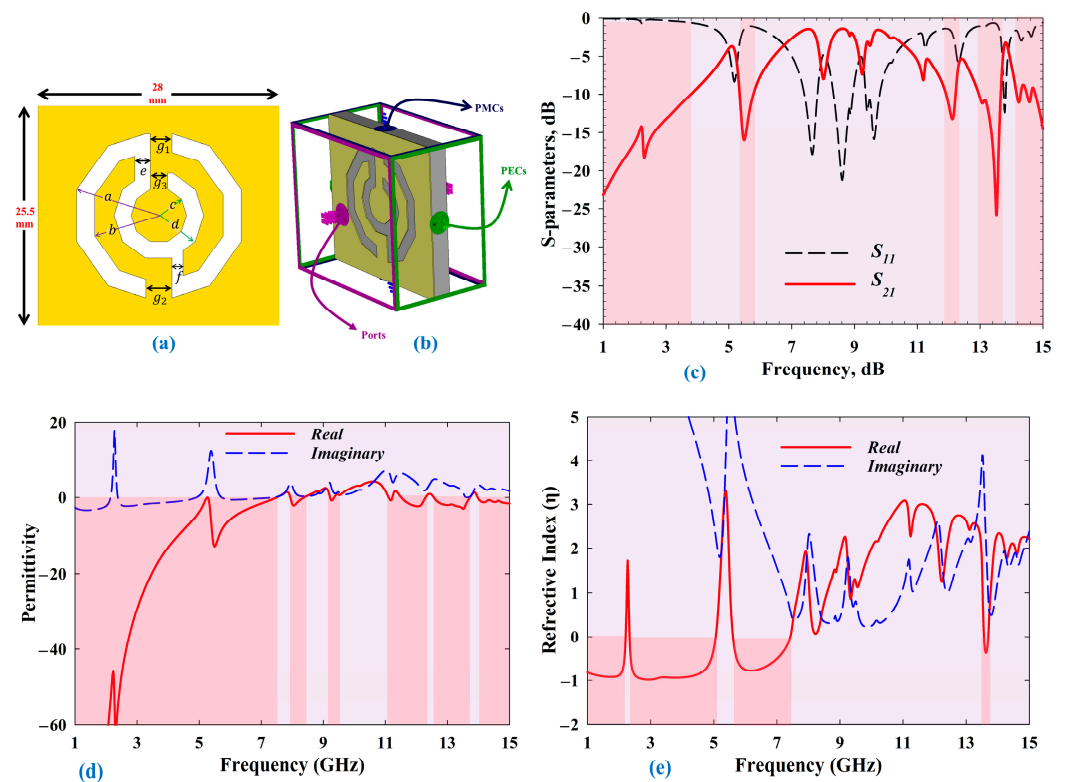 28
mm
25.5
mm
g1
e
g3
a
c
b
d
f
g2
(a)
PMCs
PECs
Ports
(b)
S-parameters, dB
0
−5
−10
−15
−20
−25
−30
−35
−40
S11
S21
1 3 5 7 9 11 13 15
Frequency, dB
(c)
Permittivity
20
0
−20
−40
−60
Real
Imaginary
1 3 5 7 9 11 13 15
Frequency (GHz)
(d)
Refrective Index (η)
5
4
3
2
1
0
−1
−2
Real
Imaginary
1 3 5 7 9 11 13 15
Frequency (GHz)
(e)